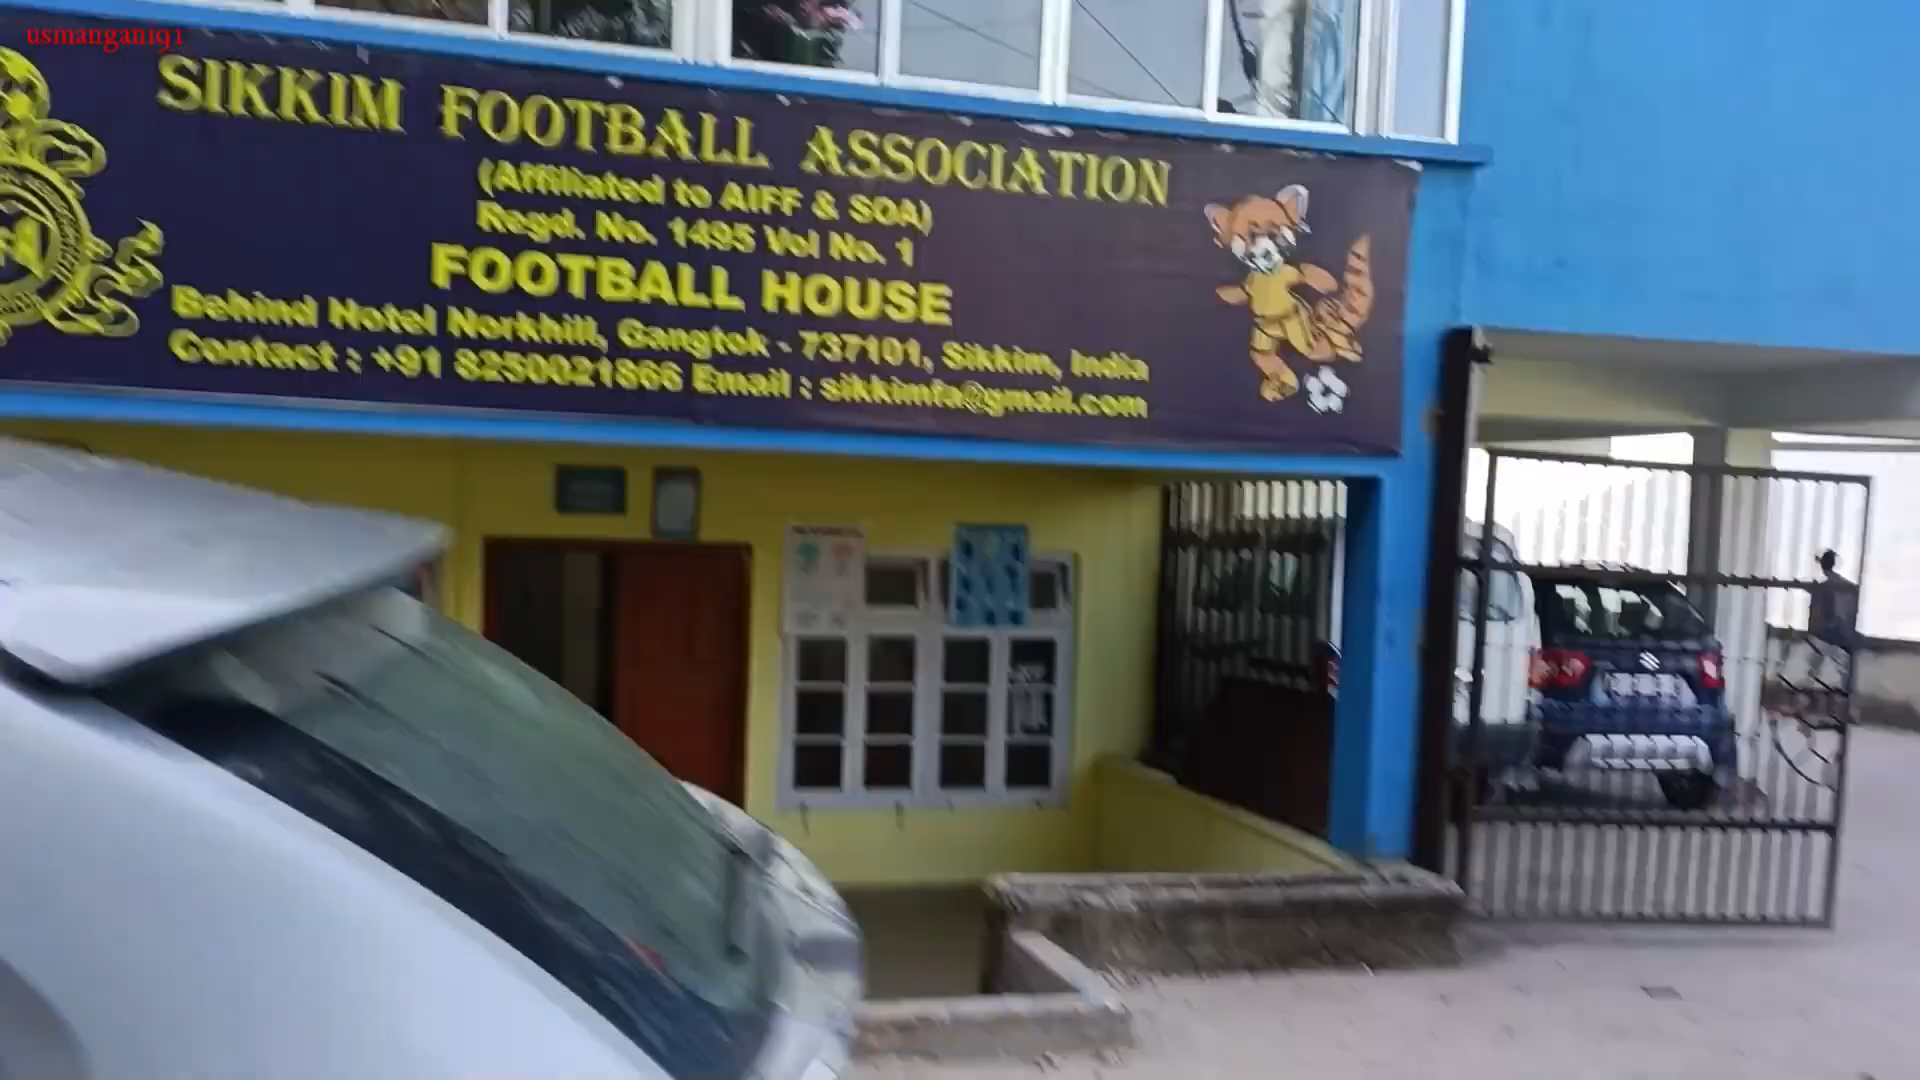 usmangani91
SIKKIM FOOTBALL ASSOCIATION
(Affiliated to AIFF & SOA)
Regd. No. 1495 Vol No. 1
FOOTBALL HOUSE
Behind Hotel Norkhill, Gangtok - 737101, Sikkim, India
Contact : +91 8250021866 Email : sikkimfa@gmail.com